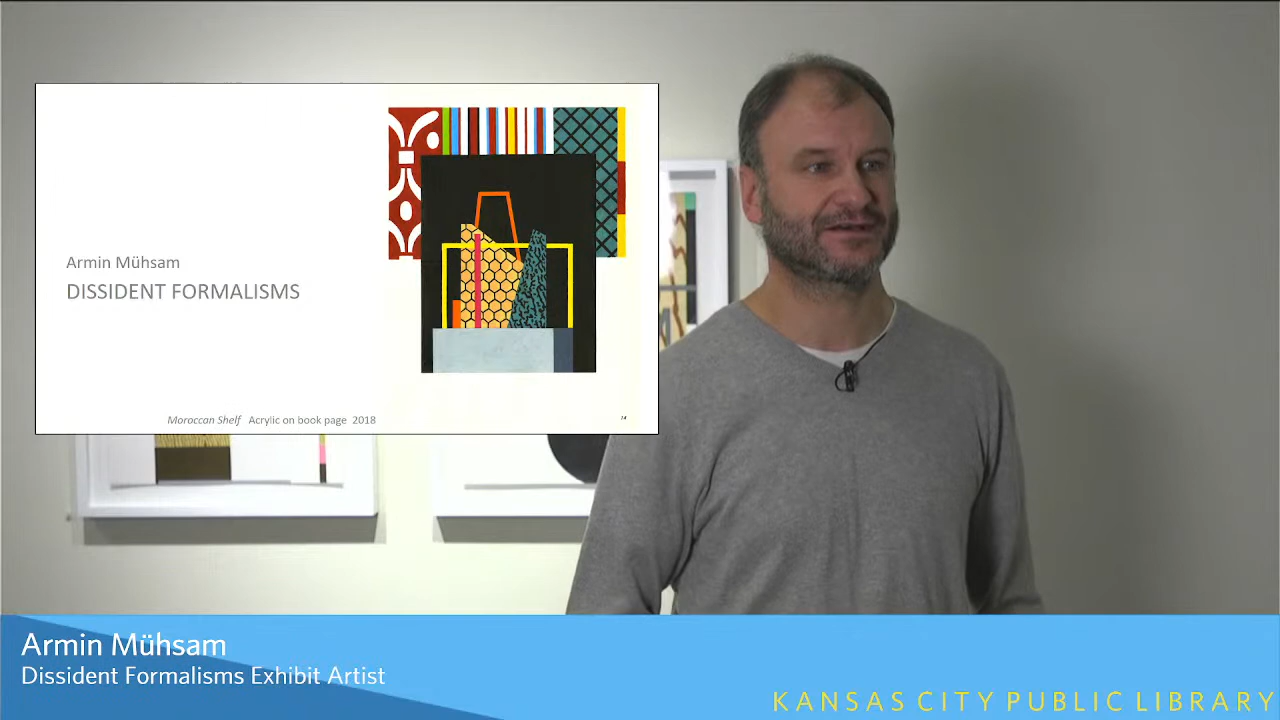 Armin Mühsam
DISSIDENT FORMALISMS
Moroccan Shelf Acrylic on book page 2018
14
Armin Mühsam
Dissident Formalisms Exhibit Artist
KANSAS CITY PUBLIC LIBRARY